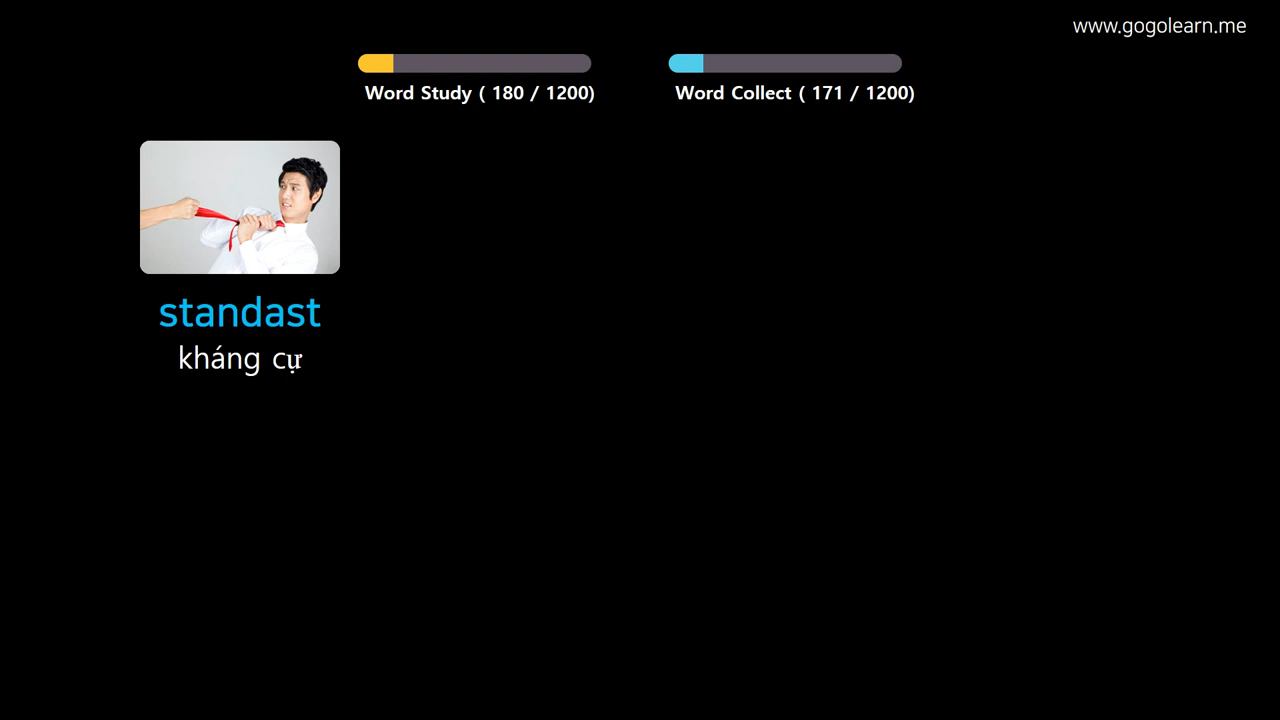 www.gogolearn.me
Word Study ( 180 / 1200)
Word Collect ( 171 / 1200)
standast
kháng cự